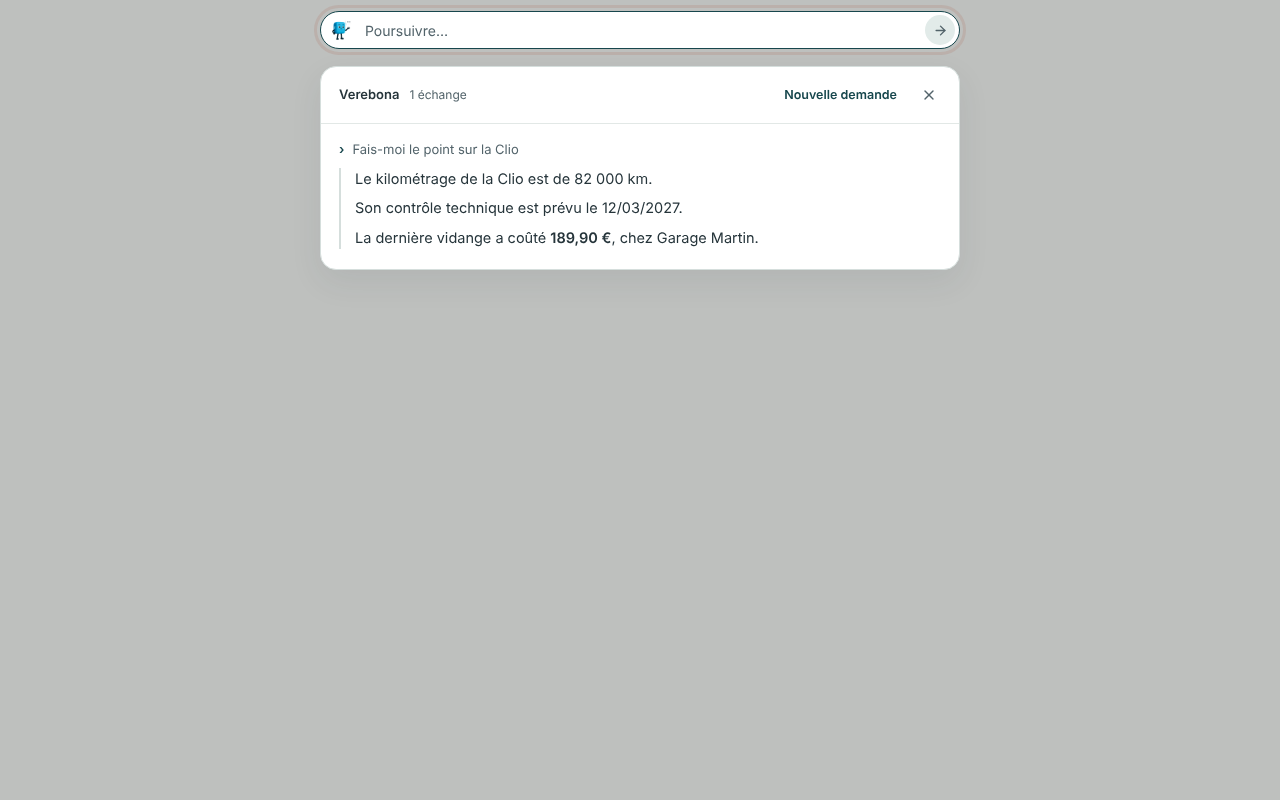 Poursuivre...
Verebona 1 échange Nouvelle demande
› Fais-moi le point sur la Clio
Le kilométrage de la Clio est de 82 000 km.
Son contrôle technique est prévu le 12/03/2027.
La dernière vidange a coûté 189,90 €, chez Garage Martin.